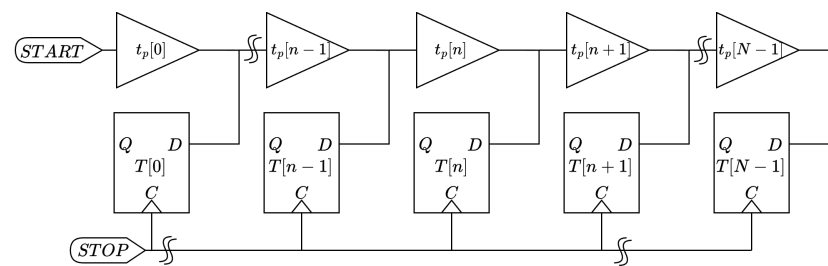 START t_p[0] t_p[n − 1] t_p[n] t_p[n + 1] t_p[N − 1]
Q D Q D Q D Q D Q D
T[0] T[n − 1] T[n] T[n + 1] T[N − 1]
C C C C C
STOP